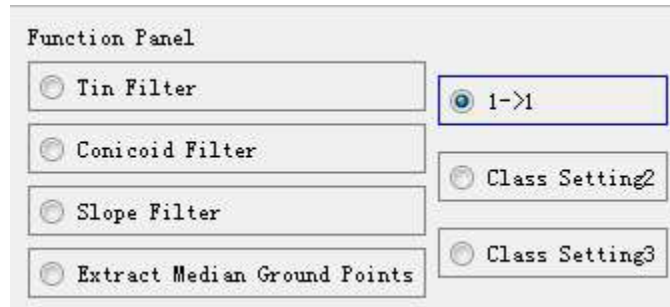 Function Panel
Tin Filter
Conicoid Filter
Slope Filter
Extract Median Ground Points
1->1
Class Setting2
Class Setting3